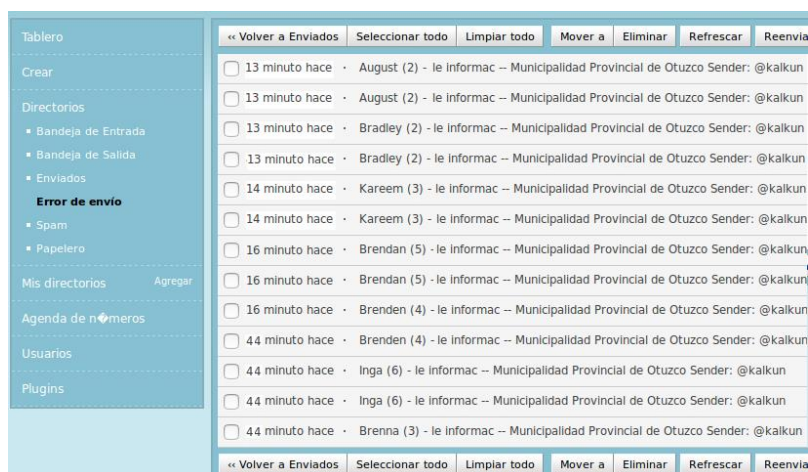 Tablero
Crear
Directorios
Bandeja de Entrada
Bandeja de Salida
Enviados
Error de envío
Spam
Papelero
Mis directorios Agregar
Agenda de n�meros
Usuarios
Plugins
‹‹ Volver a Enviados Seleccionar todo Limpiar todo Mover a Eliminar Refrescar Reenvia
13 minuto hace · August (2) - le informac -- Municipalidad Provincial de Otuzco Sender: @kalkun
13 minuto hace · August (2) - le informac -- Municipalidad Provincial de Otuzco Sender: @kalkun
13 minuto hace · Bradley (2) - le informac -- Municipalidad Provincial de Otuzco Sender: @kalkun
13 minuto hace · Bradley (2) - le informac -- Municipalidad Provincial de Otuzco Sender: @kalkun
14 minuto hace · Kareem (3) - le informac -- Municipalidad Provincial de Otuzco Sender: @kalkun
14 minuto hace · Kareem (3) - le informac -- Municipalidad Provincial de Otuzco Sender: @kalkun
16 minuto hace · Brendan (5) - le informac -- Municipalidad Provincial de Otuzco Sender: @kalkun
16 minuto hace · Brendan (5) - le informac -- Municipalidad Provincial de Otuzco Sender: @kalkun
16 minuto hace · Brenden (4) - le informac -- Municipalidad Provincial de Otuzco Sender: @kalkun
44 minuto hace · Brenden (4) - le informac -- Municipalidad Provincial de Otuzco Sender: @kalkun
44 minuto hace · Inga (6) - le informac -- Municipalidad Provincial de Otuzco Sender: @kalkun
44 minuto hace · Inga (6) - le informac -- Municipalidad Provincial de Otuzco Sender: @kalkun
44 minuto hace · Brenna (3) - le informac -- Municipalidad Provincial de Otuzco Sender: @kalkun
‹‹ Volver a Enviados Seleccionar todo Limpiar todo Mover a Eliminar Refrescar Reenvia